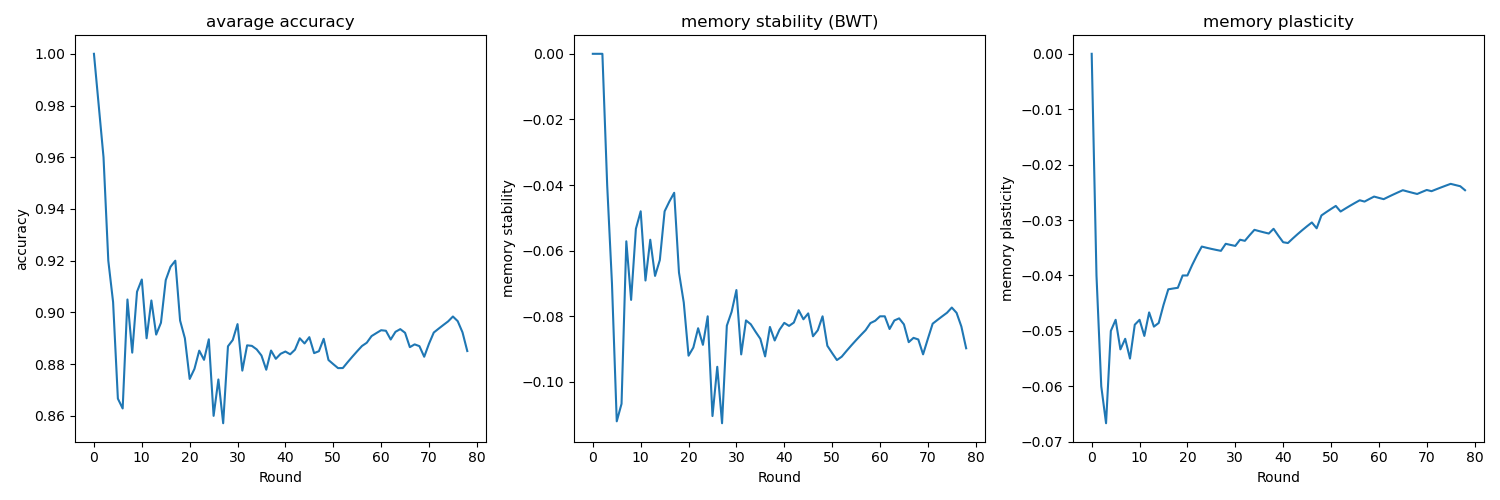 avarage accuracy
accuracy
1.00
0.98
0.96
0.94
0.92
0.90
0.88
0.86
0 10 20 30 40 50 60 70 80
Round
memory stability (BWT)
memory stability
0.00
−0.02
−0.04
−0.06
−0.08
−0.10
0 10 20 30 40 50 60 70 80
Round
memory plasticity
memory plasticity
0.00
−0.01
−0.02
−0.03
−0.04
−0.05
−0.06
−0.07
0 10 20 30 40 50 60 70 80
Round